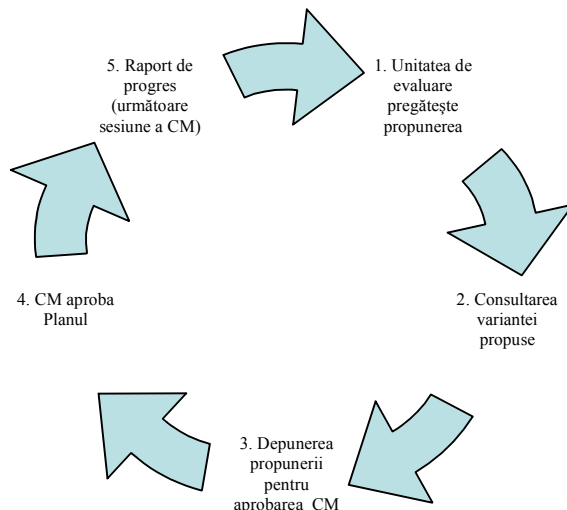 1. Unitatea de
evaluare
pregăteşte
propunerea
2. Consultarea
variantei
propuse
3. Depunerea
propunerii
pentru
aprobarea CM
4. CM aproba
Planul
5. Raport de
progres
(următoare
sesiune a CM)